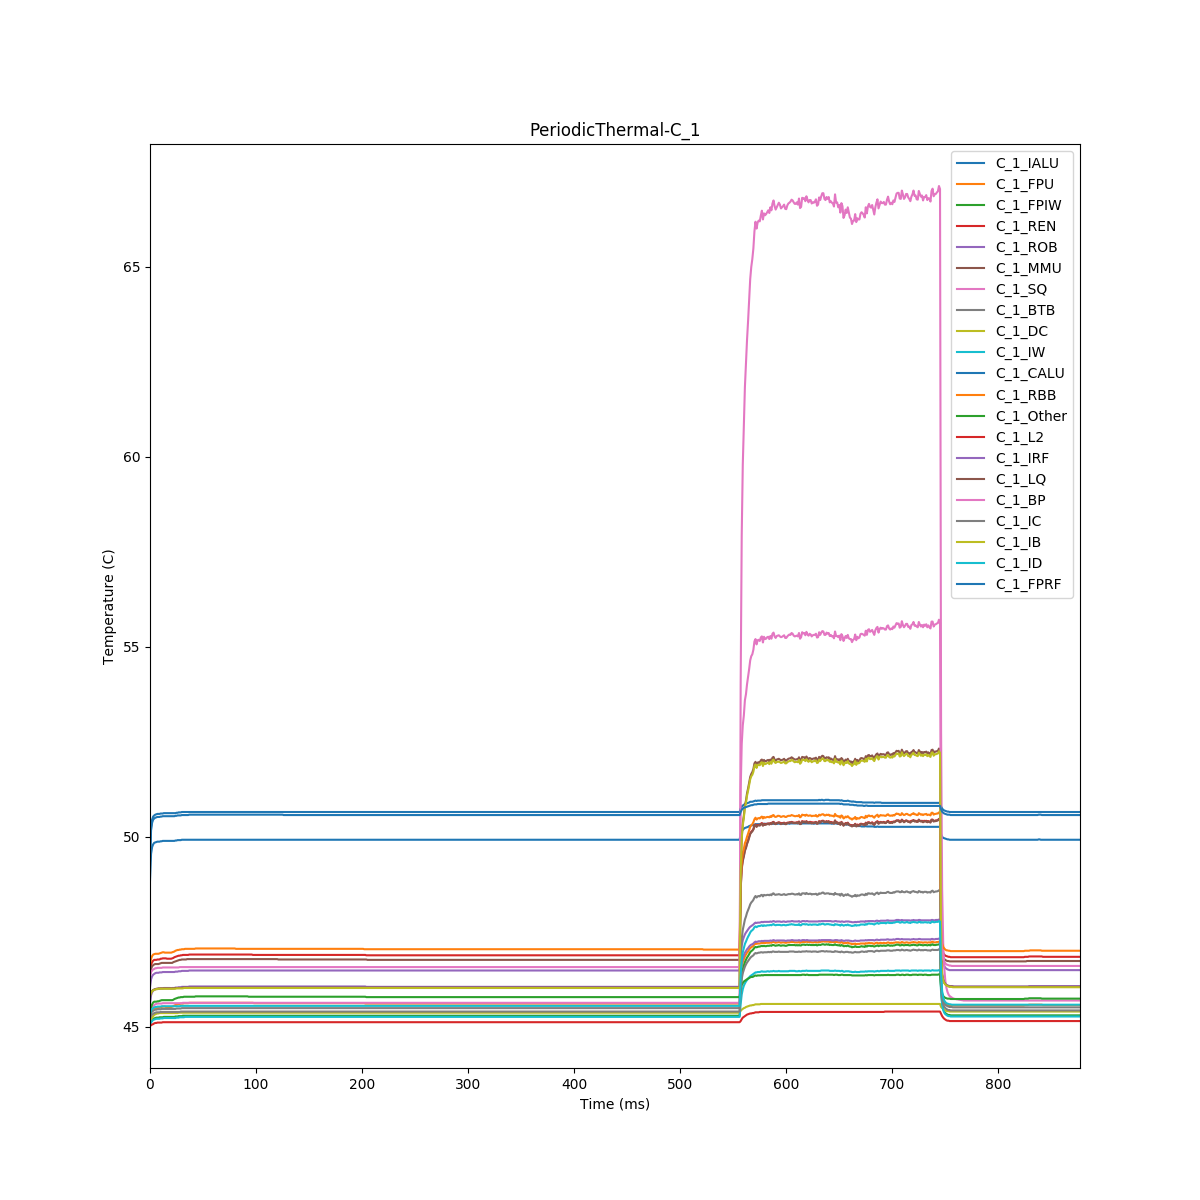 PeriodicThermal-C_1
C_1_IALU
C_1_FPU
C_1_FPIW
C_1_REN
C_1_ROB
C_1_MMU
C_1_SQ
C_1_BTB
C_1_DC
C_1_IW
C_1_CALU
C_1_RBB
C_1_Other
C_1_L2
C_1_IRF
C_1_LQ
C_1_BP
C_1_IC
C_1_IB
C_1_ID
C_1_FPRF
65
60
55
50
45
Temperature (C)
0 100 200 300 400 500 600 700 800
Time (ms)